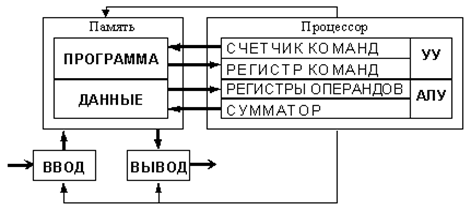 Память
Процессор
ПРОГРАММА
ДАННЫЕ
СЧЕТЧИК КОМАНД
РЕГИСТР КОМАНД
УУ
РЕГИСТРЫ ОПЕРАНДОВ
СУММАТОР
АЛУ
ВВОД
ВЫВОД